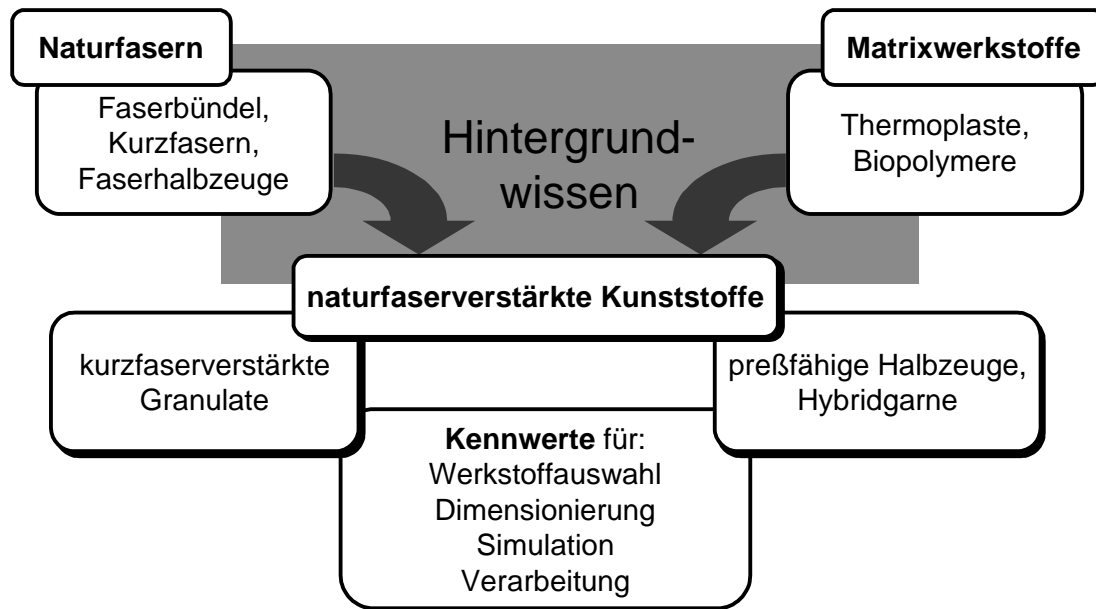 Naturfasern
Faserbündel,
Kurzfasern,
Faserhalbzeuge
Hintergrund-
wissen
Matrixwerkstoffe
Thermoplaste,
Biopolymere
naturfaserverstärkte Kunststoffe
kurzfaserverstärkte
Granulate
preßfähige Halbzeuge,
Hybridgarne
Kennwerte für:
Werkstoffauswahl
Dimensionierung
Simulation
Verarbeitung